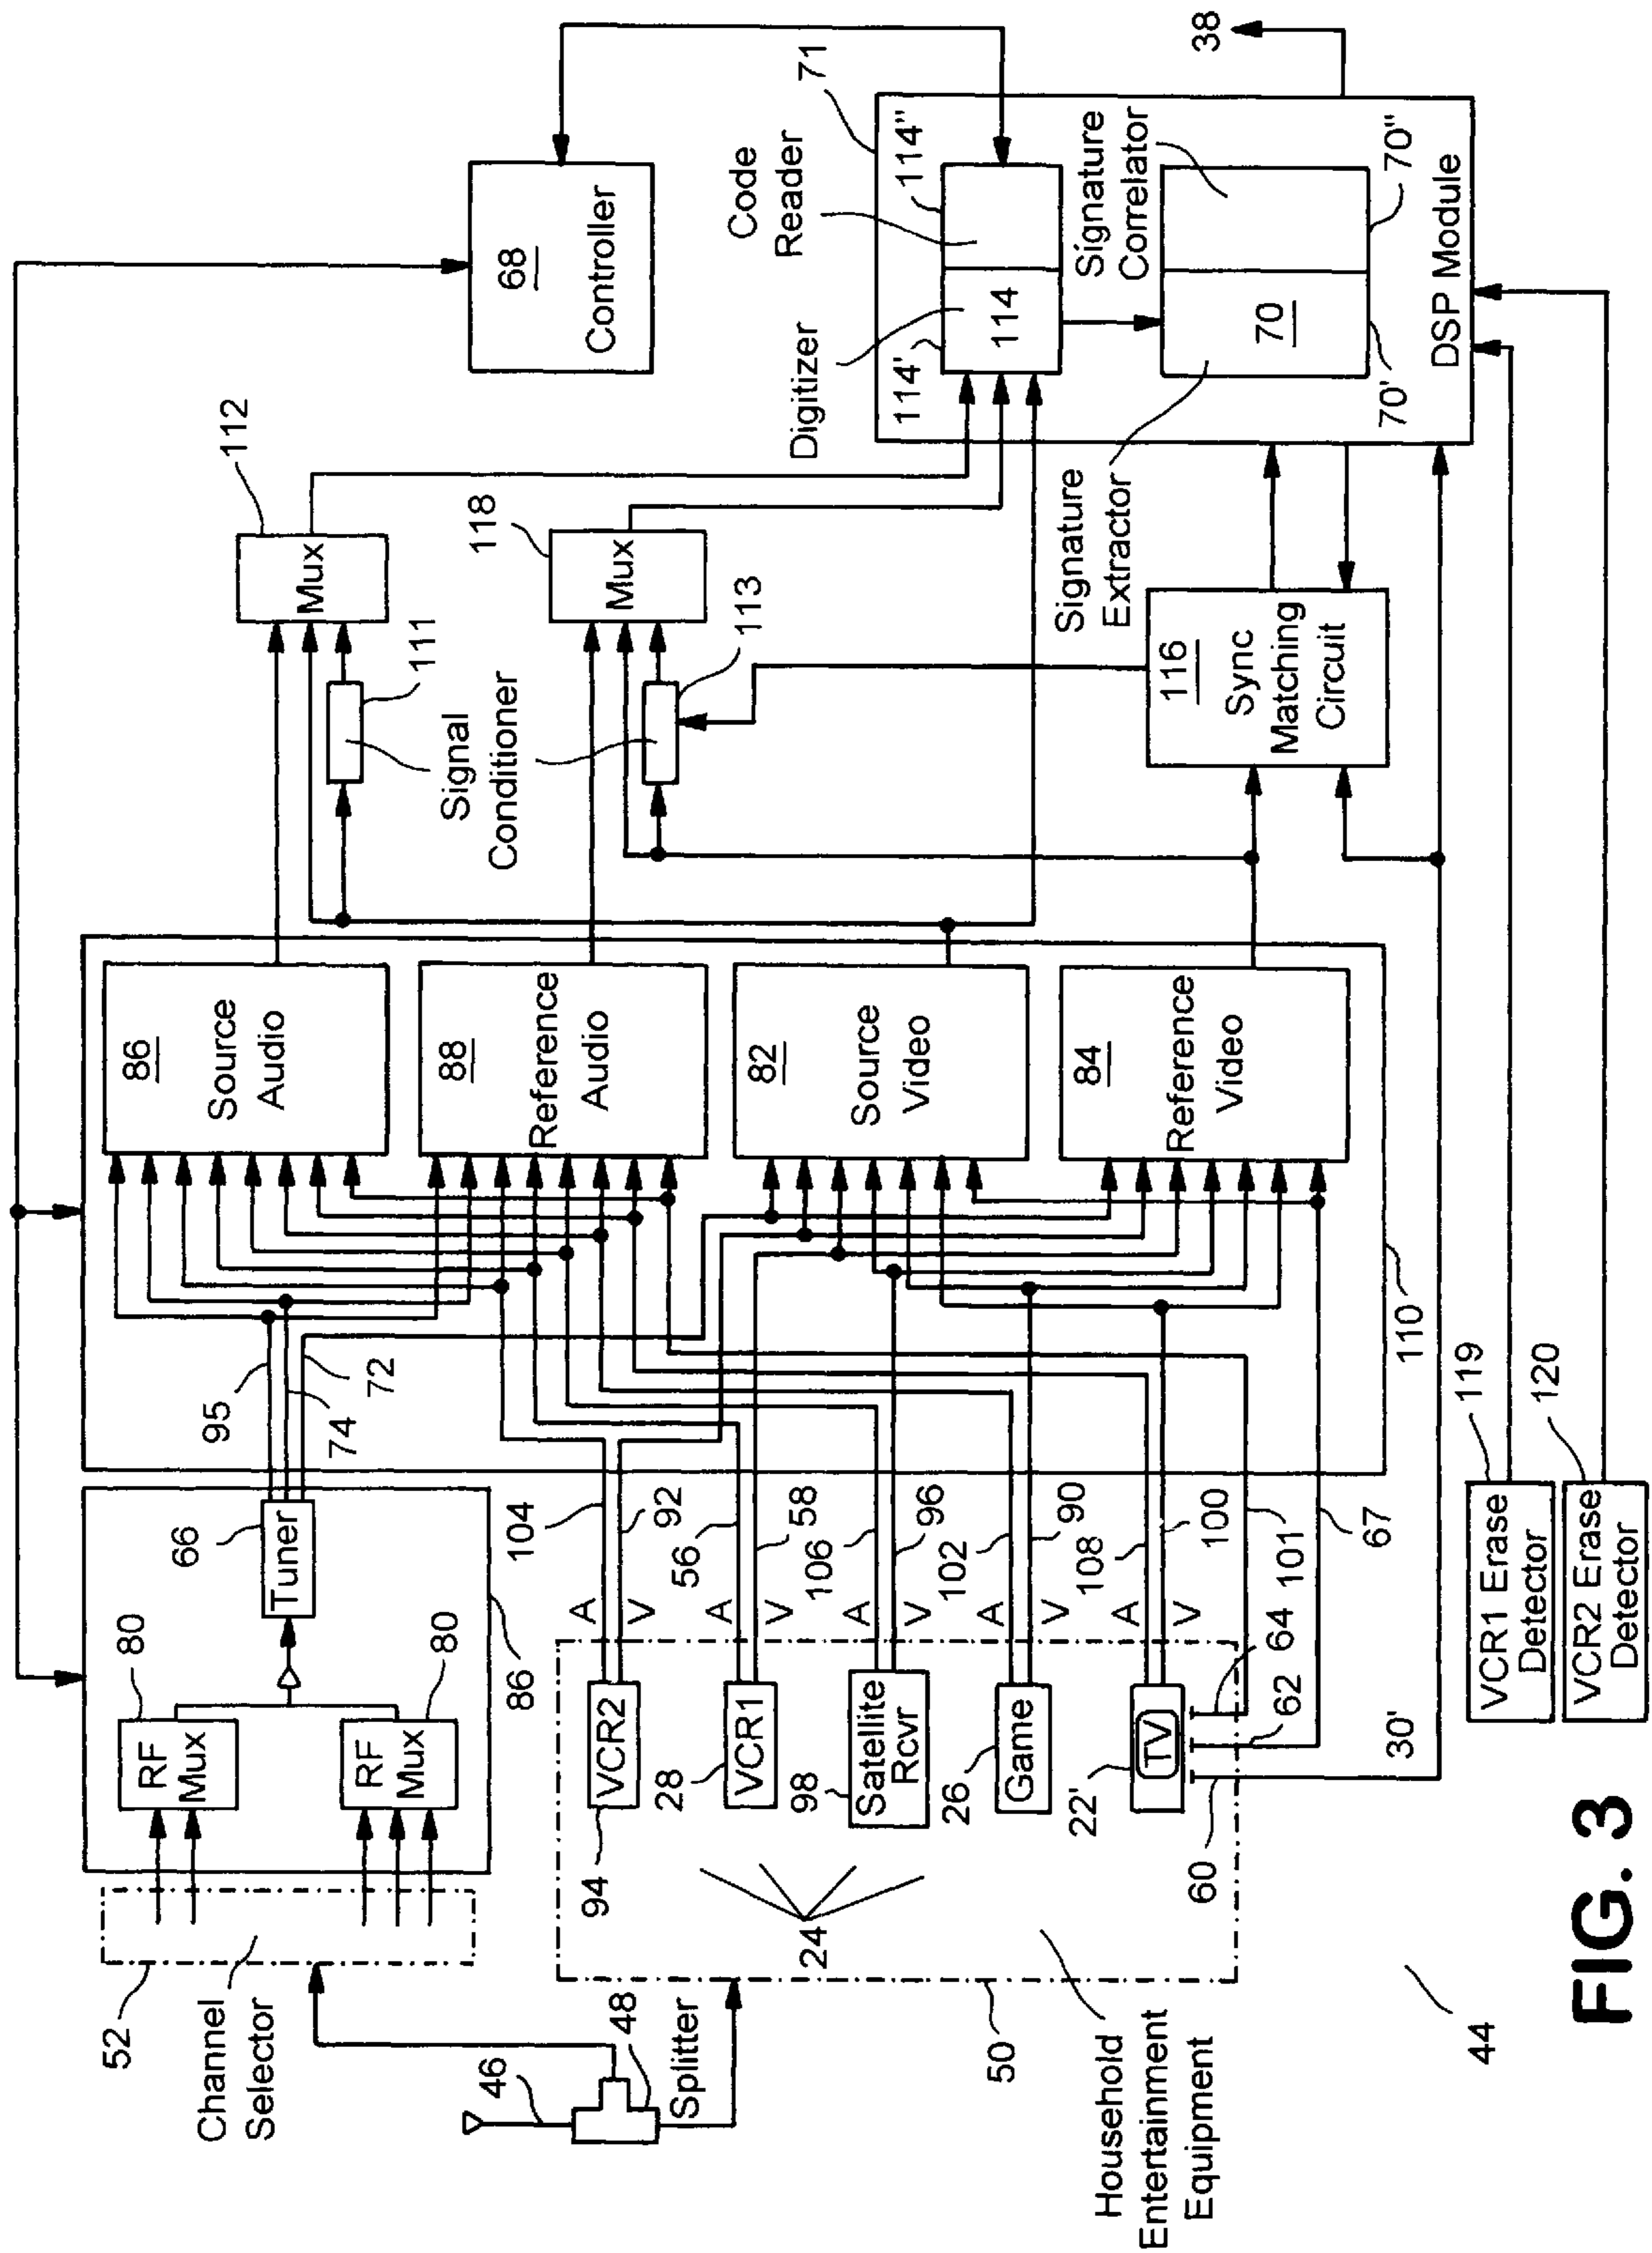 52
Channel
Selector
46
48
Splitter
80
RF
Mux
RF
Mux
80
86
66
Tuner
95
74
72
94
VCR2
A
V
104
92
28
VCR1
A
V
56
58
98
Satellite
Rcvr
A
V
106
96
26
Gane
A
V
102
90
22'
TV
A
V
108
100
64
101
62
67
60
30'
24
50
Household
Entertainment
Equipment
44
86
Source
Audio
88
Reference
Audio
82
Source
Video
84
Reference
Video
110
111
Signal
Conditioner
113
112
Mux
118
Mux
116
Sync
Matching
Circuit
68
Controller
71
Digitizer
Code
Reader
114'
114
114"
Signature
Extractor
Signature
Correlator
70
70'
70"
DSP Module
38
VCR1 Erase
Detector
119
VCR2 Erase
Detector
120
FIG. 3